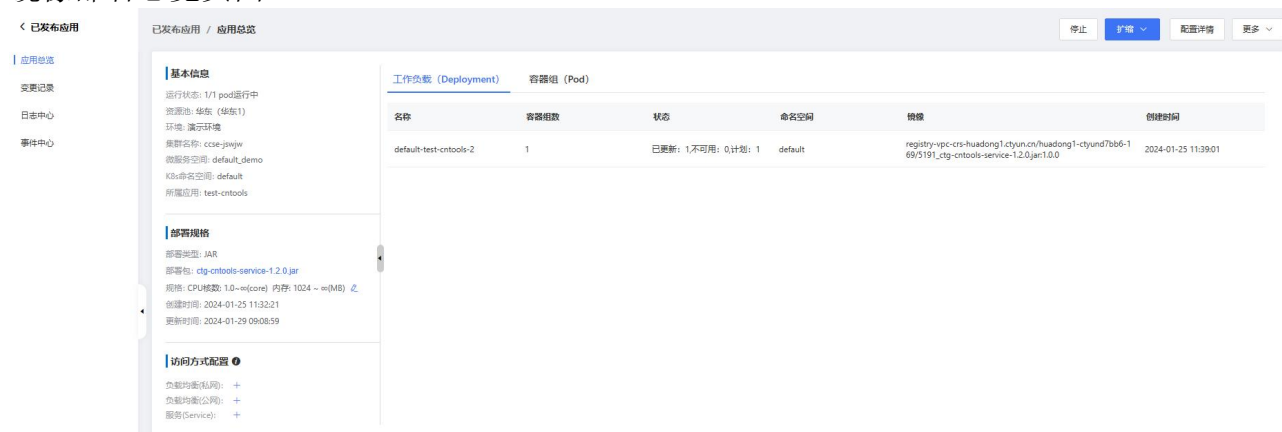 已发布应用
应用总览
变更记录
日志中心
事件中心
已发布应用 / 应用总览
停止 扩缩 配置详情 更多
基本信息
运行状态: 1/1 pod运行中
资源池: 华东 (华东1)
环境: 演示环境
集群名称: ccse-jswjw
微服务空间: default_demo
K8s命名空间: default
所属应用: test-cntools
部署规格
部署类型: JAR
部署包: ctg-cntools-service-1.2.0.jar
规格: CPU核数: 1.0~∞(core) 内存: 1024 ~ ∞(MB)
创建时间: 2024-01-25 11:32:21
更新时间: 2024-01-29 09:08:59
访问方式配置
负载均衡(私网): +
负载均衡(公网): +
服务(Service): +
工作负载 (Deployment) 容器组 (Pod)
名称 容器组数 状态 命名空间 镜像 创建时间
default-test-cntools-2 1 已更新: 1,不可用: 0,计划: 1 default registry-vpc-crs-huadong1.ctyun.cn/huadong1-ctyund7bb6-1 2024-01-25 11:39:01
69/5191_ctg-cntools-service-1.2.0.jar:1.0.0